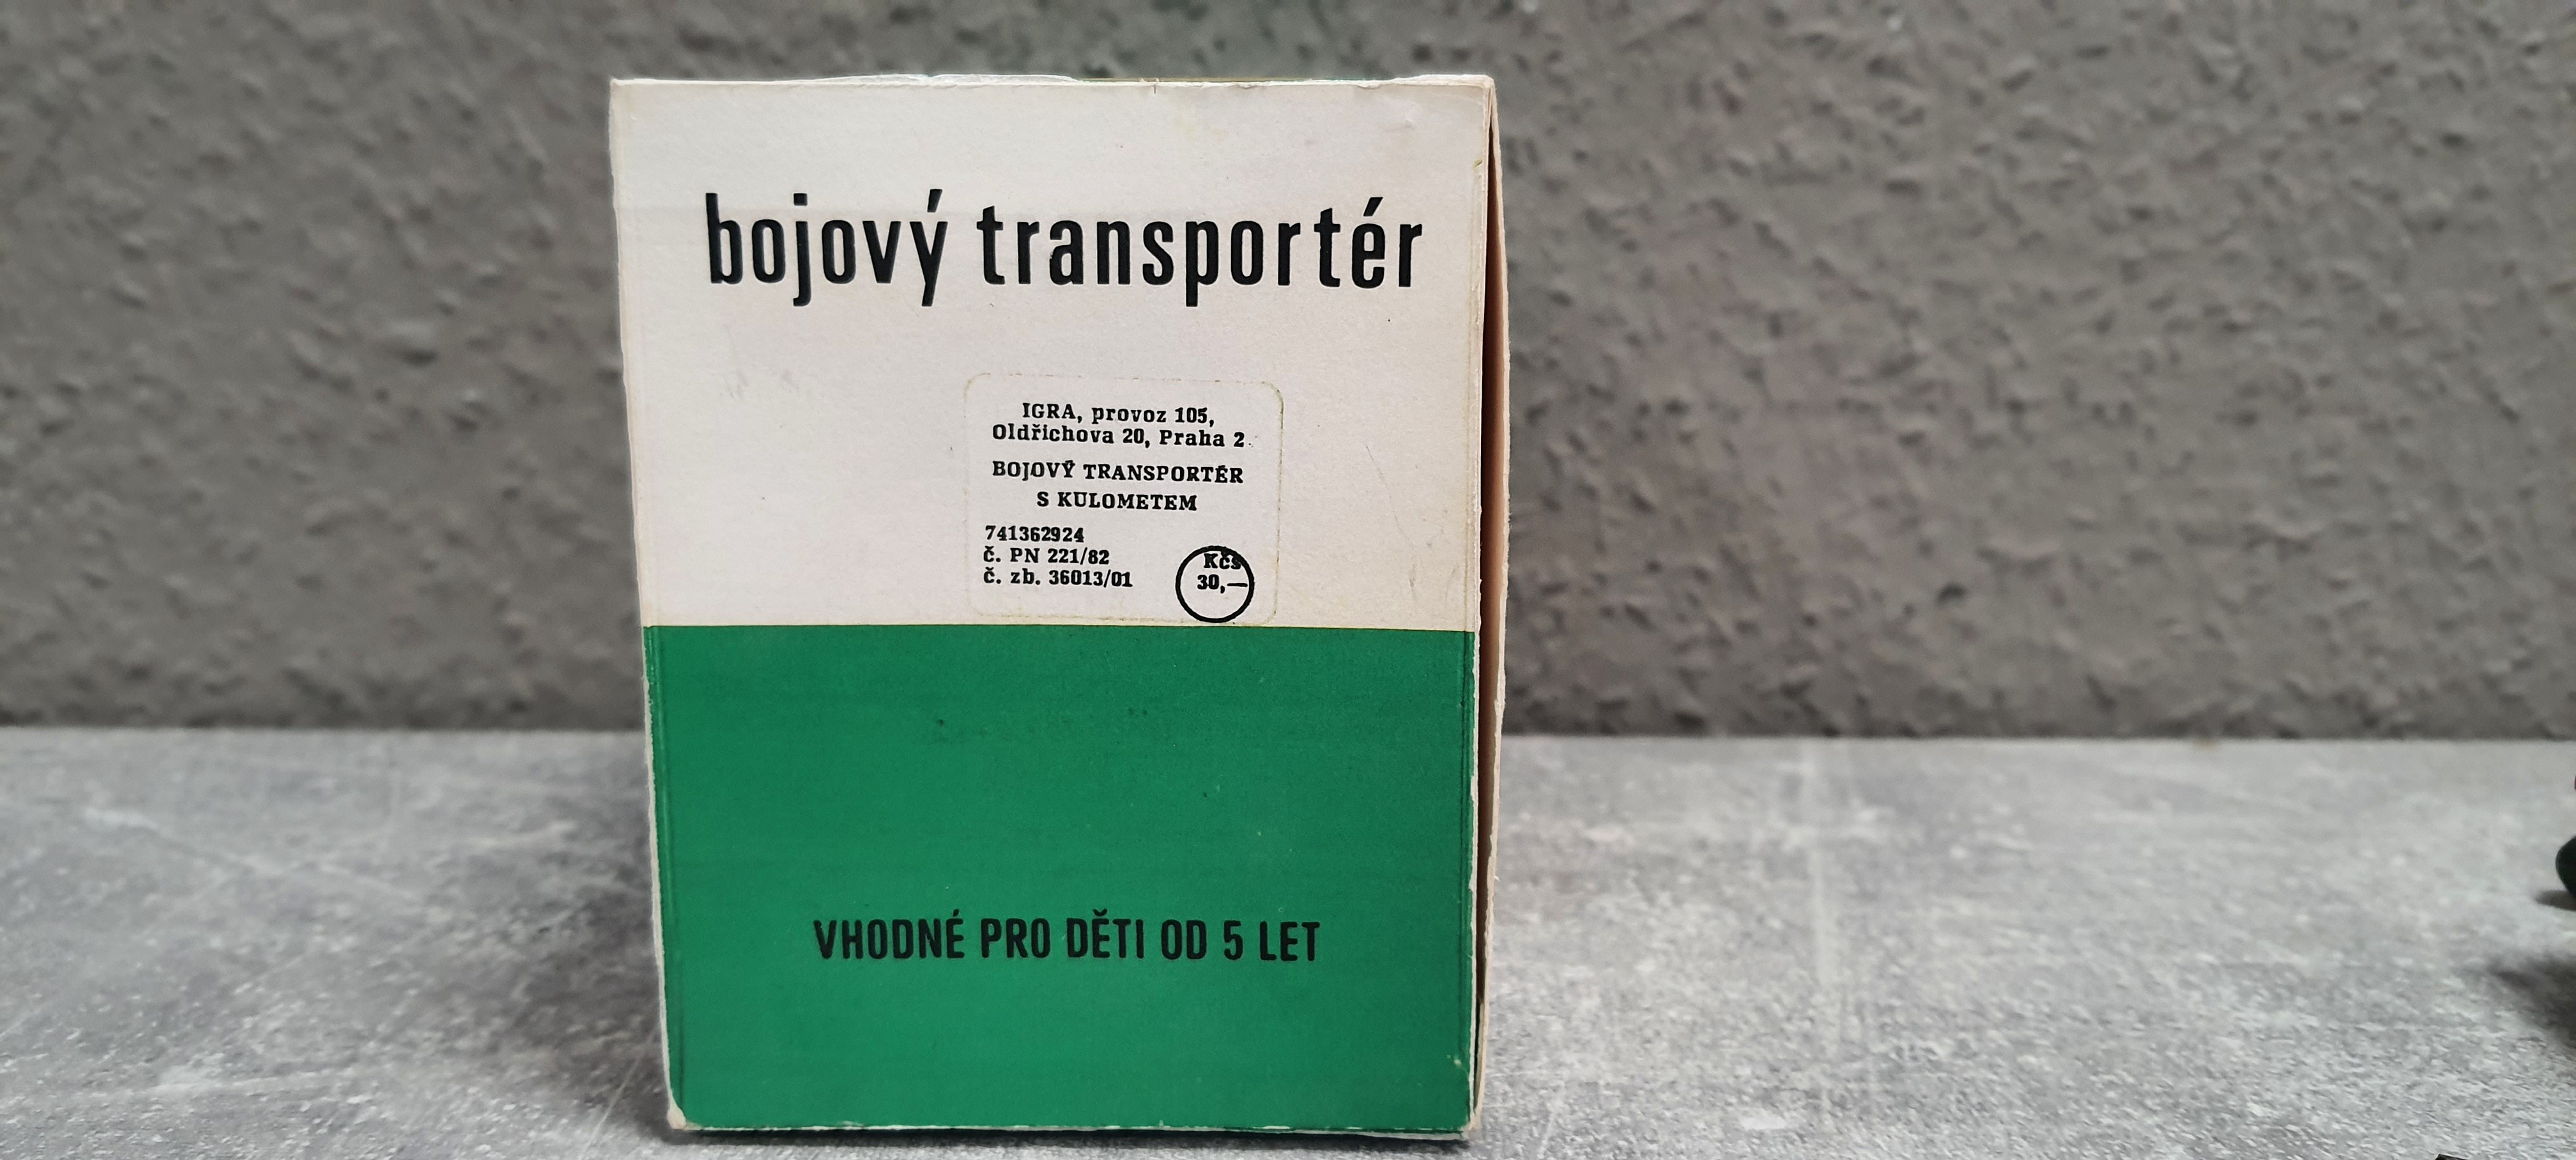 bojový transportér
IGRA, provoz 105,
Oldřichova 20, Praha 2
BOJOVÝ TRANSPORTÉR
S KULOMETEM
741362924
č. PN 221/82
č. zb. 36013/01
Kčs
30,—
VHODNÉ PRO DĚTI OD 5 LET